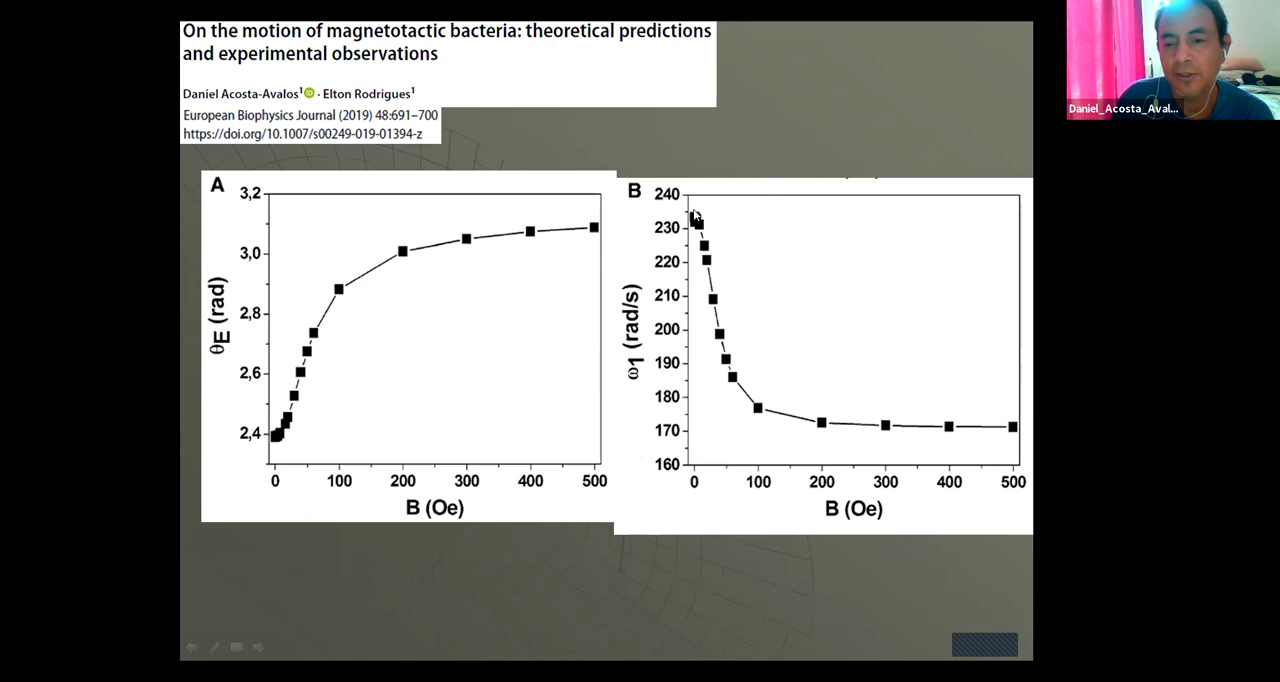 On the motion of magnetotactic bacteria: theoretical predictions
and experimental observations
Daniel Acosta-Avalos¹ · Elton Rodrigues¹
European Biophysics Journal (2019) 48:691–700
https://doi.org/10.1007/s00249-019-01394-z
Daniel_Acosta_Aval...
A
3,2
3,0
2,8
2,6
2,4
θE (rad)
0 100 200 300 400 500
B (Oe)
B
240
230
220
210
200
190
180
170
160
ω1 (rad/s)
0 100 200 300 400 500
B (Oe)